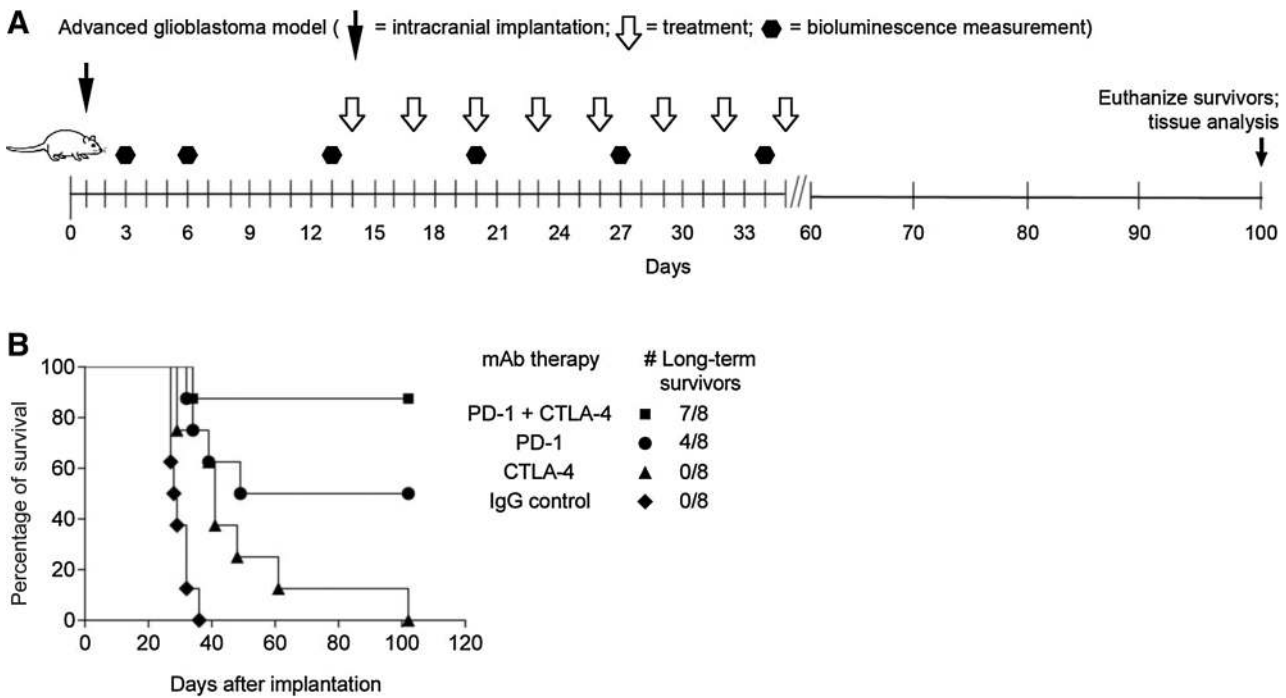 A
Advanced glioblastoma model ( = intracranial implantation; = treatment; = bioluminescence measurement)
Euthanize survivors;
tissue analysis
0 3 6 9 12 15 18 21 24 27 30 33 60 70 80 90 100
Days
B
mAb therapy # Long-term
survivors
PD-1 + CTLA-4 7/8
PD-1 4/8
CTLA-4 0/8
IgG control 0/8
Percentage of survival
100
80
60
40
20
0
0 20 40 60 80 100 120
Days after implantation